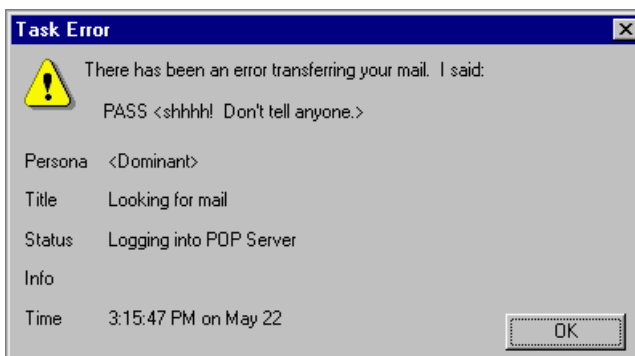 Task Error
There has been an error transferring your mail.  I said:
PASS <shhhh!  Don't tell anyone.>
Persona <Dominant>
Title Looking for mail
Status Logging into POP Server
Info
Time 3:15:47 PM on May 22
OK